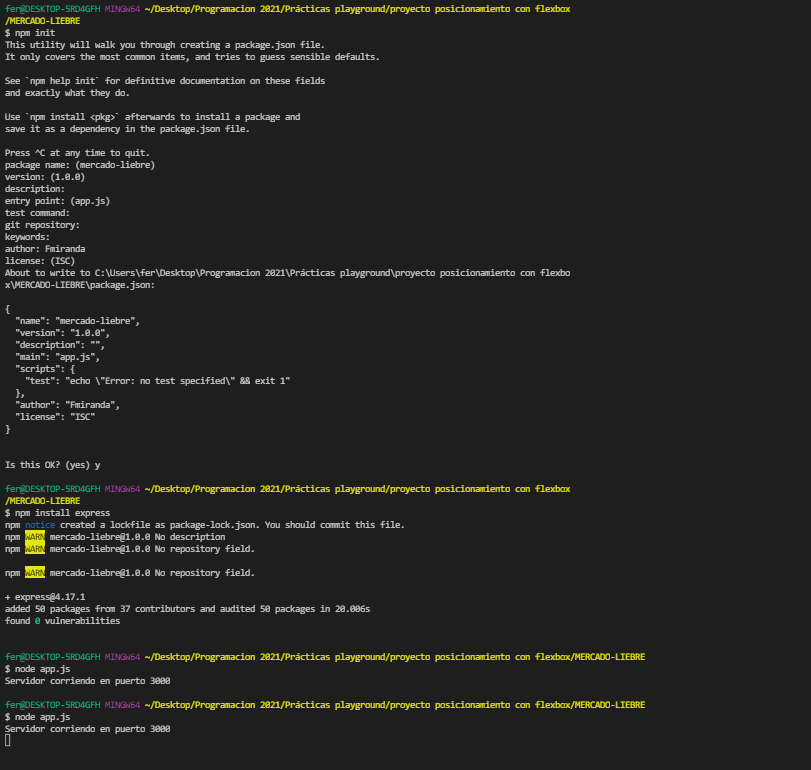 fer@DESKTOP-5RD4GFH MINGW64 ~/Desktop/Programacion 2021/Prácticas playground/proyecto posicionamiento con flexbox
/MERCADO-LIEBRE
$ npm init
This utility will walk you through creating a package.json file.
It only covers the most common items, and tries to guess sensible defaults.

See `npm help init` for definitive documentation on these fields
and exactly what they do.

Use `npm install <pkg>` afterwards to install a package and
save it as a dependency in the package.json file.

Press ^C at any time to quit.
package name: (mercado-liebre)
version: (1.0.0)
description:
entry point: (app.js)
test command:
git repository:
keywords:
author: Fmiranda
license: (ISC)
About to write to C:\Users\fer\Desktop\Programacion 2021\Prácticas playground\proyecto posicionamiento con flexbo
x\MERCADO-LIEBRE\package.json:

{
  "name": "mercado-liebre",
  "version": "1.0.0",
  "description": "",
  "main": "app.js",
  "scripts": {
    "test": "echo \"Error: no test specified\" && exit 1"
  },
  "author": "Fmiranda",
  "license": "ISC"
}

Is this OK? (yes) y

fer@DESKTOP-5RD4GFH MINGW64 ~/Desktop/Programacion 2021/Prácticas playground/proyecto posicionamiento con flexbox
/MERCADO-LIEBRE
$ npm install express
npm notice created a lockfile as package-lock.json. You should commit this file.
npm WARN mercado-liebre@1.0.0 No description
npm WARN mercado-liebre@1.0.0 No repository field.

npm WARN mercado-liebre@1.0.0 No repository field.

+ express@4.17.1
added 50 packages from 37 contributors and audited 50 packages in 20.006s
found 0 vulnerabilities

fer@DESKTOP-5RD4GFH MINGW64 ~/Desktop/Programacion 2021/Prácticas playground/proyecto posicionamiento con flexbox/MERCADO-LIEBRE
$ node app.js
Servidor corriendo en puerto 3000

fer@DESKTOP-5RD4GFH MINGW64 ~/Desktop/Programacion 2021/Prácticas playground/proyecto posicionamiento con flexbox/MERCADO-LIEBRE
$ node app.js
Servidor corriendo en puerto 3000